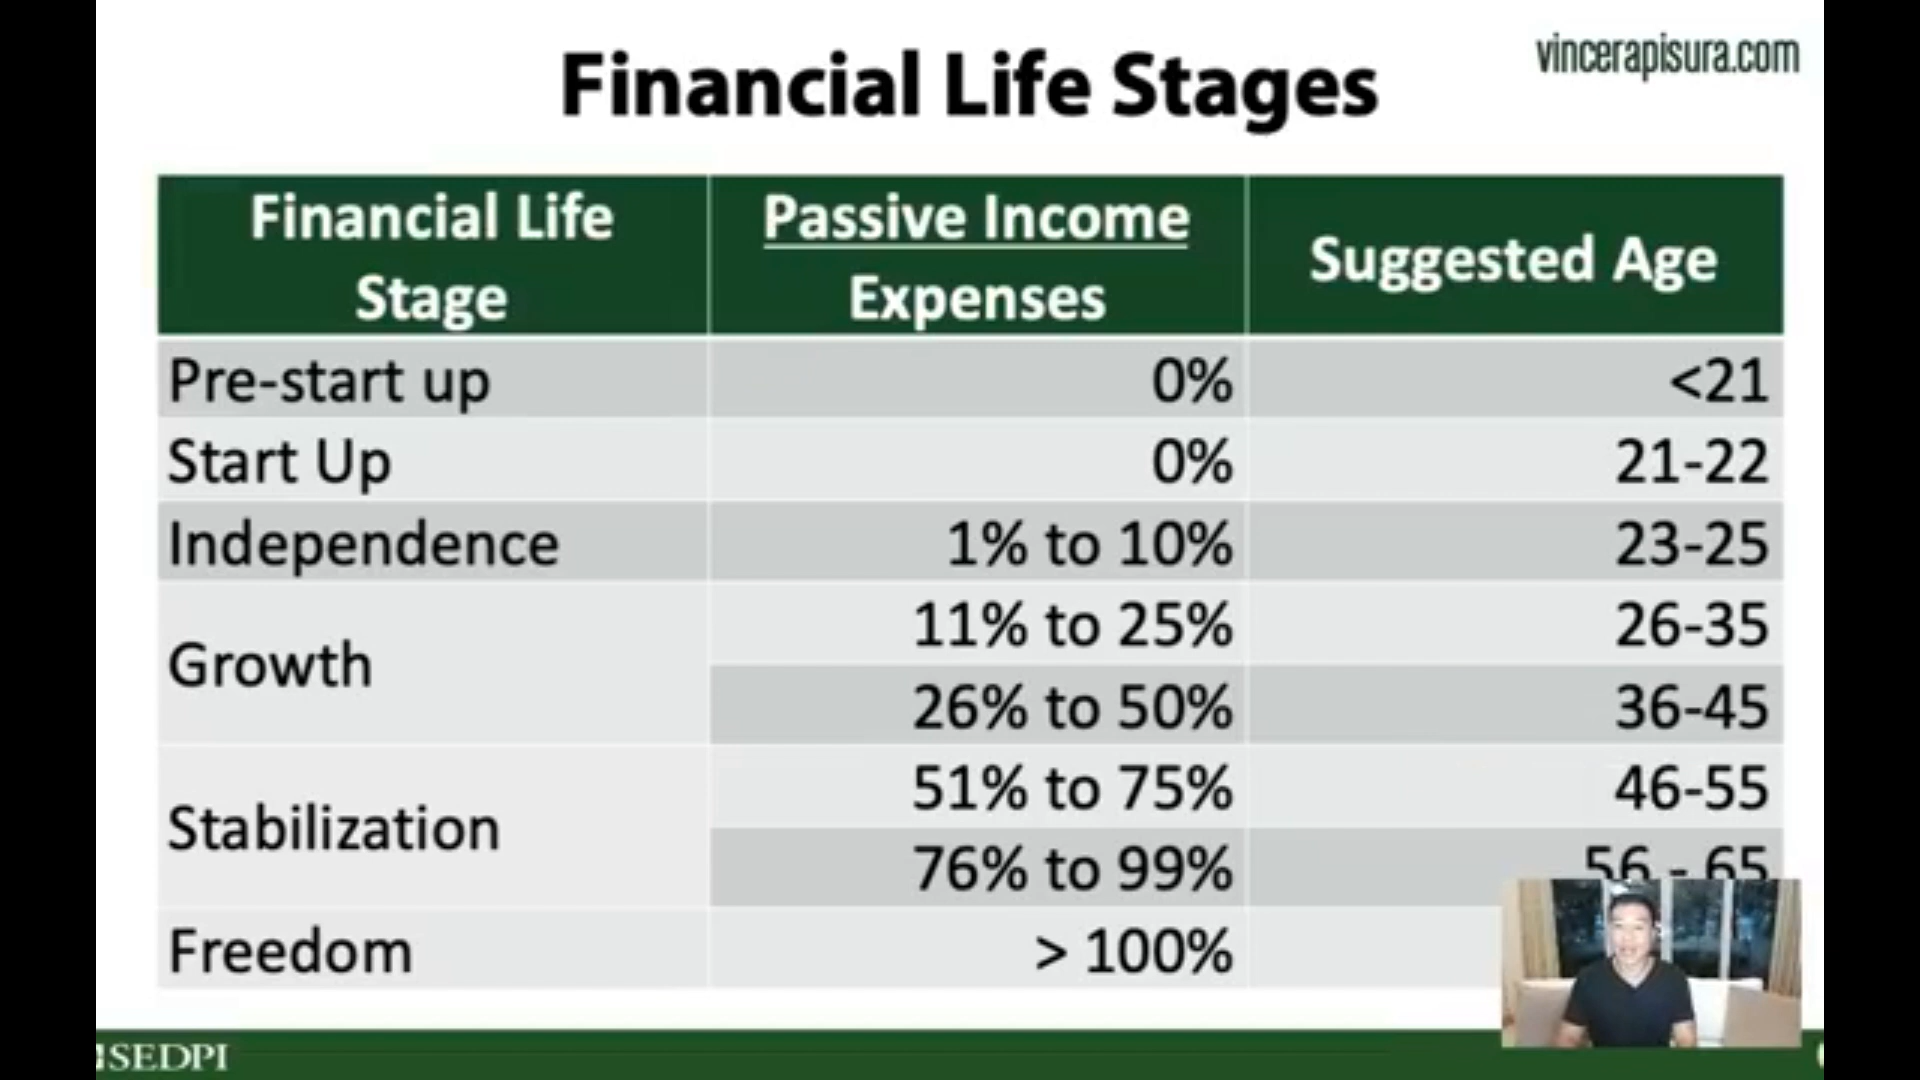 vincerapisura.com
Financial Life Stages
Financial Life Stage Passive Income Expenses Suggested Age
Pre-start up 0% <21
Start Up 0% 21-22
Independence 1% to 10% 23-25
Growth 11% to 25% 26-35
26% to 50% 36-45
Stabilization 51% to 75% 46-55
76% to 99% 56 - 65
Freedom > 100%
SEDPI